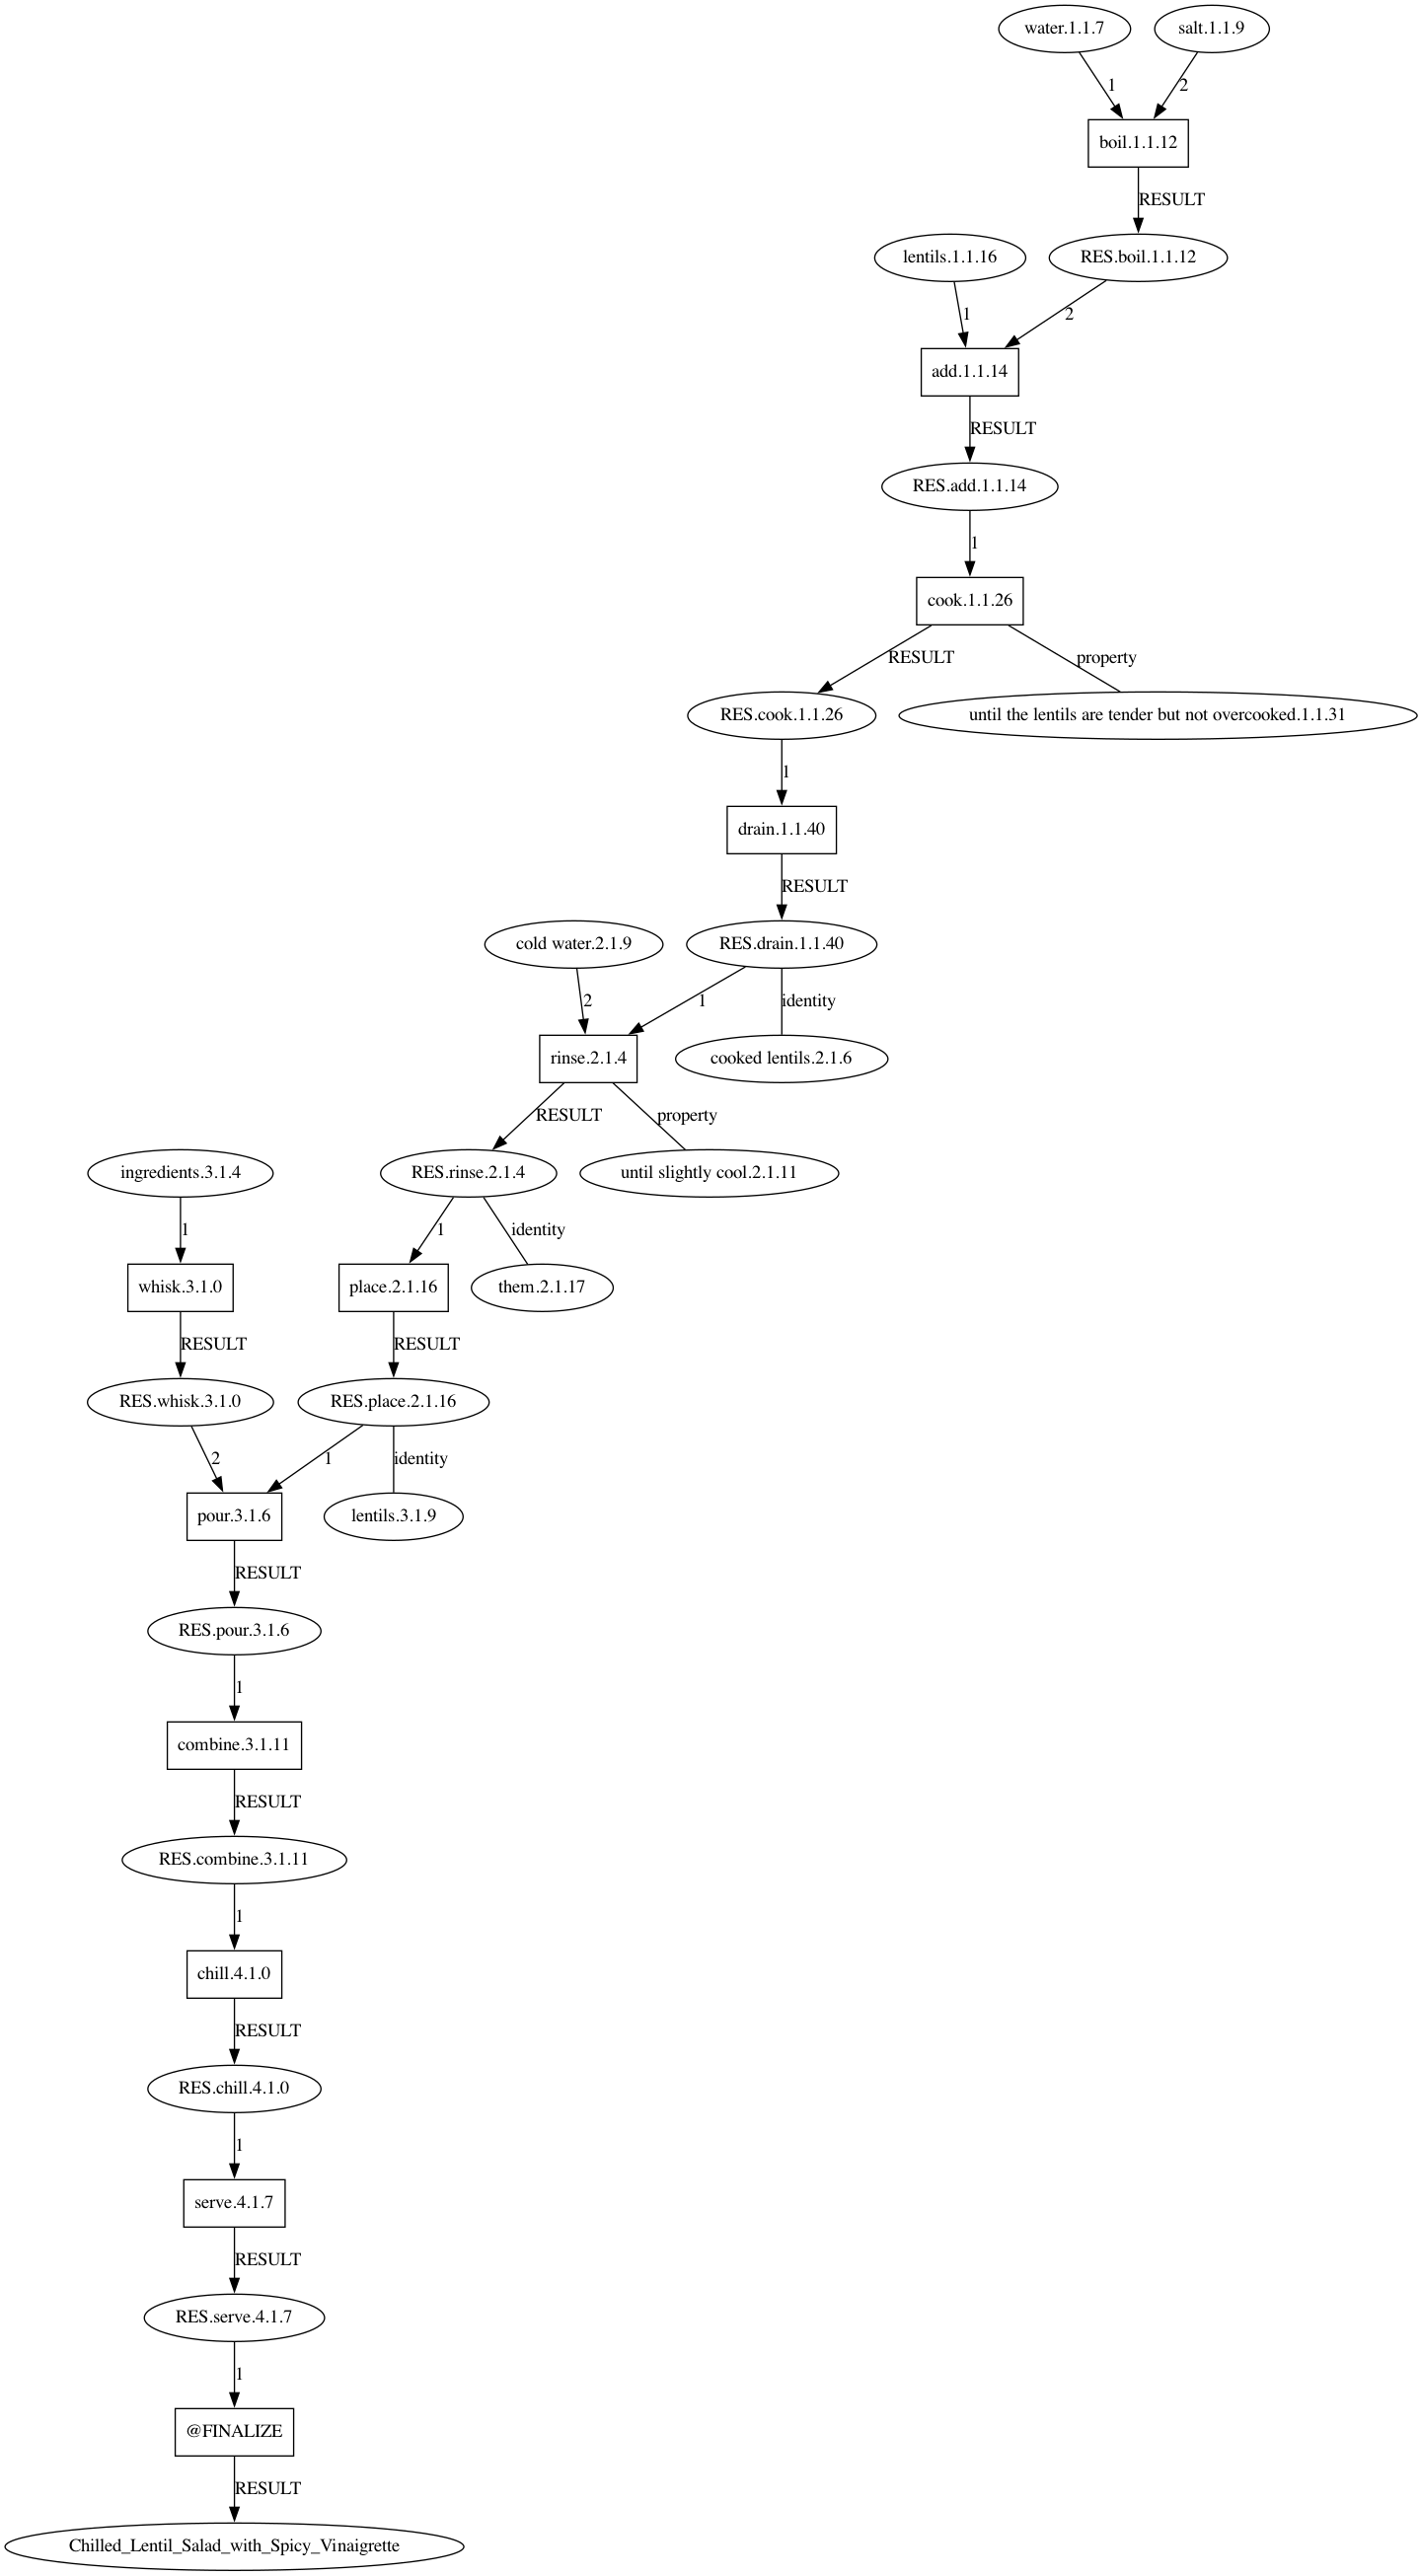 water.1.1.7
salt.1.1.9
1
2
boil.1.1.12
RESULT
lentils.1.1.16
RES.boil.1.1.12
1
2
add.1.1.14
RESULT
RES.add.1.1.14
1
cook.1.1.26
RESULT
property
RES.cook.1.1.26
until the lentils are tender but not overcooked.1.1.31
1
drain.1.1.40
RESULT
cold water.2.1.9
RES.drain.1.1.40
2
1
identity
rinse.2.1.4
cooked lentils.2.1.6
RESULT
property
ingredients.3.1.4
RES.rinse.2.1.4
until slightly cool.2.1.11
1
1
identity
whisk.3.1.0
place.2.1.16
them.2.1.17
RESULT
RESULT
RES.whisk.3.1.0
RES.place.2.1.16
2
1
identity
pour.3.1.6
lentils.3.1.9
RESULT
RES.pour.3.1.6
1
combine.3.1.11
RESULT
RES.combine.3.1.11
1
chill.4.1.0
RESULT
RES.chill.4.1.0
1
serve.4.1.7
RESULT
RES.serve.4.1.7
1
@FINALIZE
RESULT
Chilled_Lentil_Salad_with_Spicy_Vinaigrette